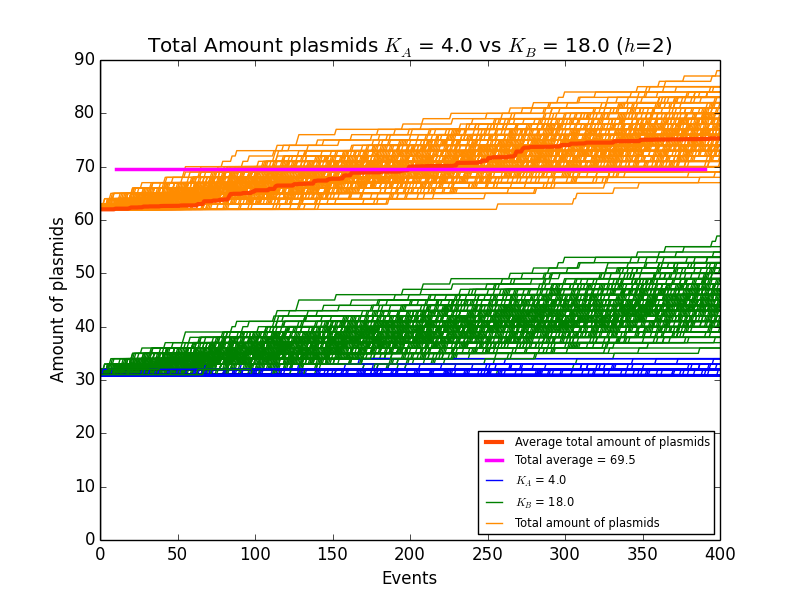 Total Amount plasmids K_A = 4.0 vs K_B = 18.0 (h=2)
90
80
70
60
50
40
30
20
10
0
Amount of plasmids
Average total amount of plasmids
Total average = 69.5
K_A = 4.0
K_B = 18.0
Total amount of plasmids
0 50 100 150 200 250 300 350 400
Events